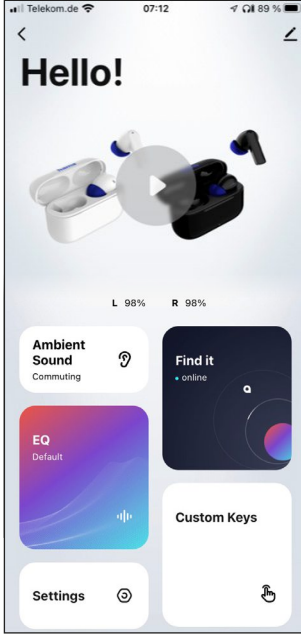 Telekom.de
07:12
89 %
Hello!
L 98% R 98%
Ambient
Sound
Commuting
Find it
online
EQ
Default
Custom Keys
Settings